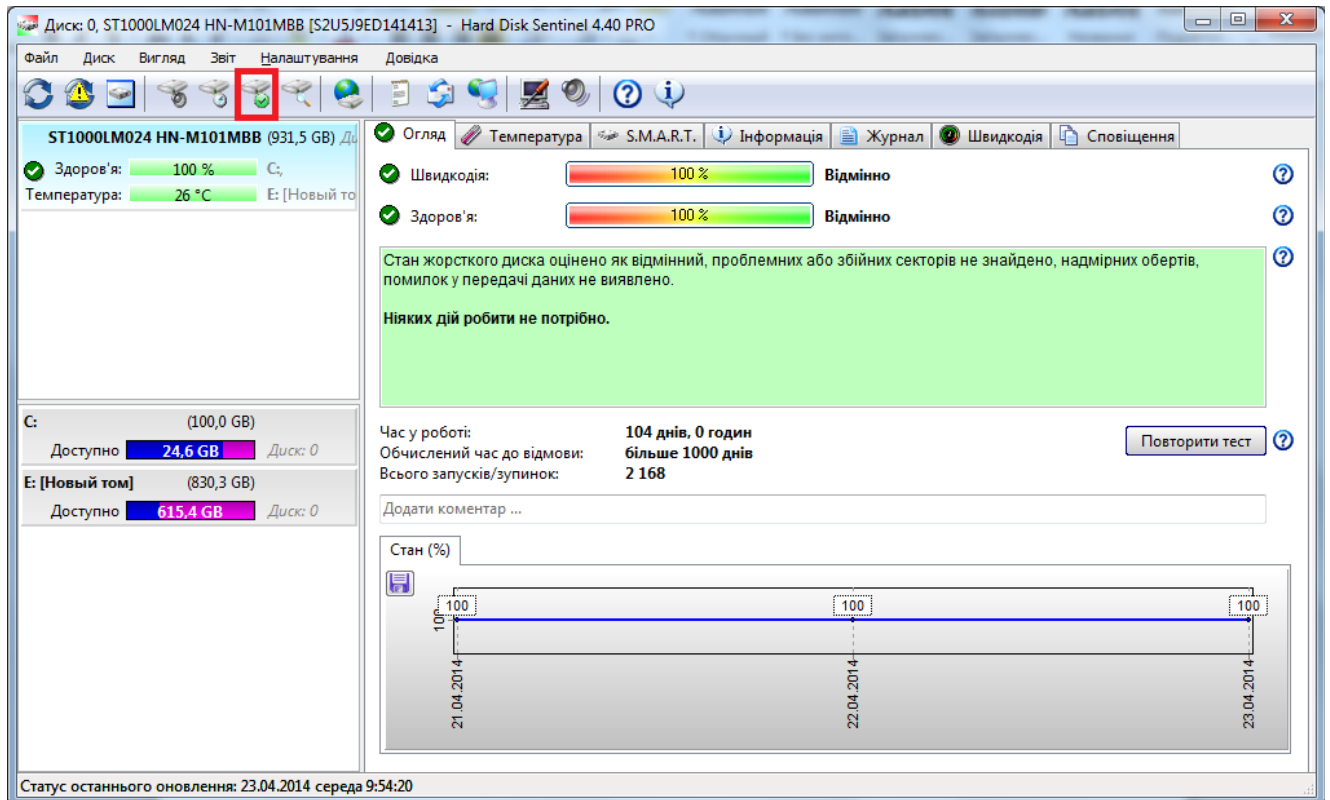 Диск: 0, ST1000LM024 HN-M101MBB [S2U5J9ED141413] - Hard Disk Sentinel 4.40 PRO
Файл Диск Вигляд Звіт Налаштування Довідка
ST1000LM024 HN-M101MBB (931,5 GB)
Здоров'я: 100 % C:,
Температура: 26 °C E: [Новый то
C: (100,0 GB)
Доступно 24,6 GB Диск: 0
E: [Новый том] (830,3 GB)
Доступно 615,4 GB Диск: 0
Огляд Температура S.M.A.R.T. Інформація Журнал Швидкодія Сповіщення
Швидкодія: 100 % Відмінно
Здоров'я: 100 % Відмінно
Стан жорсткого диска оцінено як відмінний, проблемних або збійних секторів не знайдено, надмірних обертів,
помилок у передачі даних не виявлено.
Ніяких дій робити не потрібно.
Час у роботі: 104 днів, 0 годин
Обчислений час до відмови: більше 1000 днів
Всього запусків/зупинок: 2 168
Повторити тест
Додати коментар ...
Стан (%)
100
100 100 100
21.04.2014 22.04.2014 23.04.2014
Статус останнього оновлення: 23.04.2014 середа 9:54:20